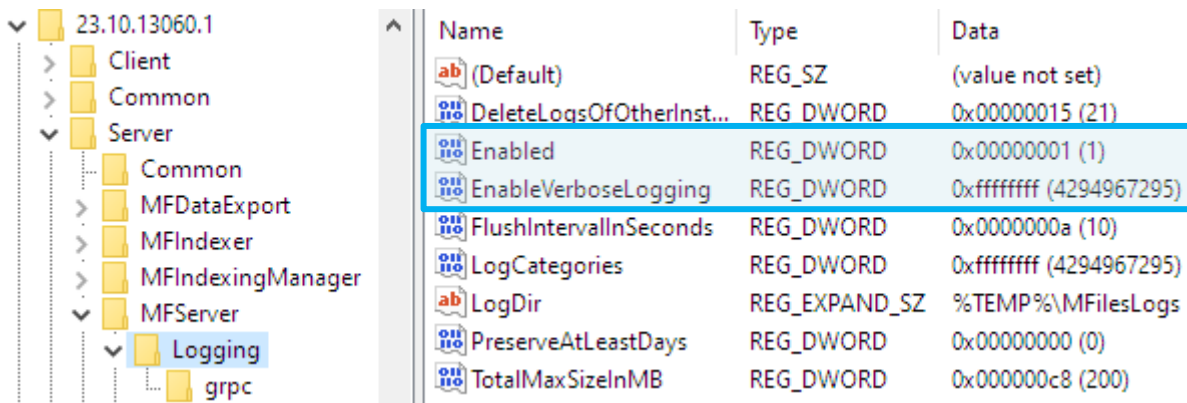 23.10.13060.1
Client
Common
Server
Common
MFDataExport
MFIndexer
MFIndexingManager
MFServer
Logging
grpc
Name Type Data
(Default) REG_SZ (value not set)
DeleteLogsOfOtherInst... REG_DWORD 0x00000015 (21)
Enabled REG_DWORD 0x00000001 (1)
EnableVerboseLogging REG_DWORD 0xffffffff (4294967295)
FlushIntervalInSeconds REG_DWORD 0x0000000a (10)
LogCategories REG_DWORD 0xffffffff (4294967295)
LogDir REG_EXPAND_SZ %TEMP%\MFilesLogs
PreserveAtLeastDays REG_DWORD 0x00000000 (0)
TotalMaxSizeInMB REG_DWORD 0x000000c8 (200)